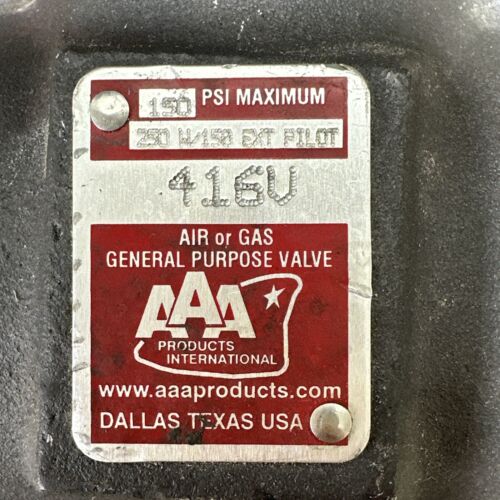 150 PSI MAXIMUM
250 W/150 EXT PILOT
416V
AIR or GAS
GENERAL PURPOSE VALVE
AAA
PRODUCTS
INTERNATIONAL
www.aaaproducts.com
DALLAS TEXAS USA